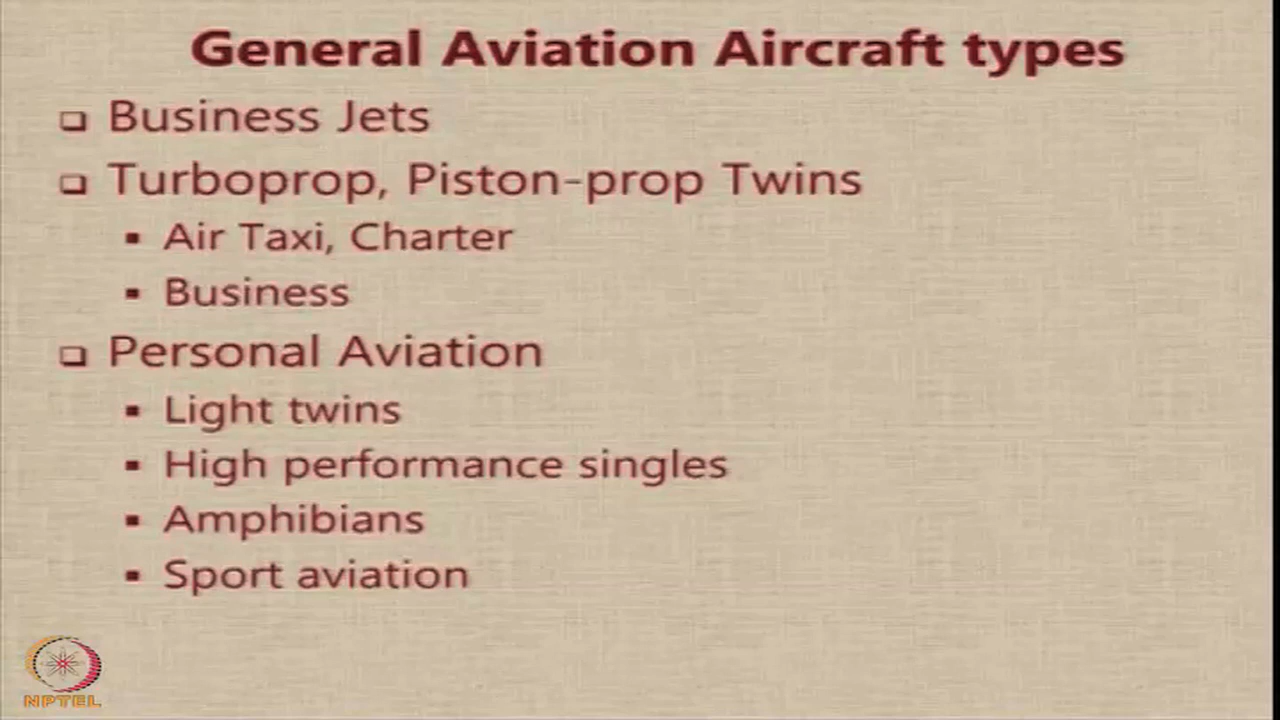 General Aviation Aircraft types
Business Jets
Turboprop, Piston-prop Twins
Air Taxi, Charter
Business
Personal Aviation
Light twins
High performance singles
Amphibians
Sport aviation
NPTEL